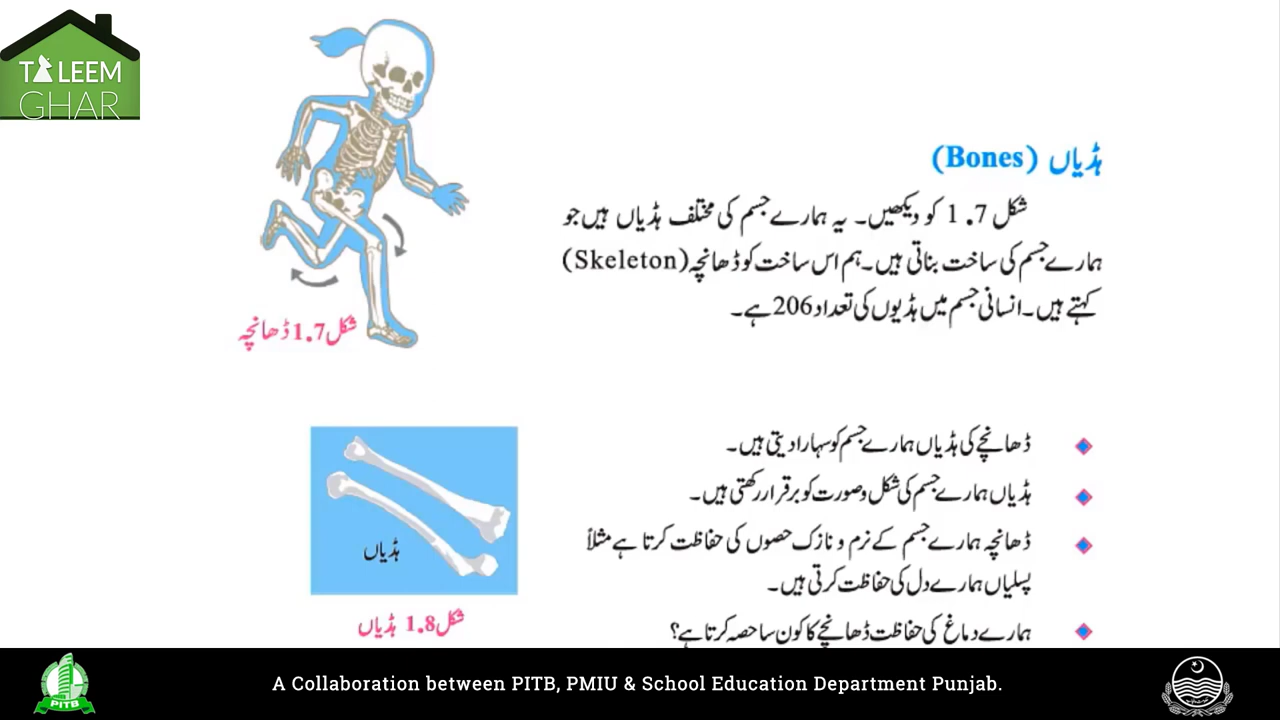 TALEEM
GHAR
ہڈیاں (Bones)
شکل 1.7 کو دیکھیں۔ یہ ہمارے جسم کی مختلف ہڈیاں ہیں جو
ہمارے جسم کی ساخت بناتی ہیں۔ ہم اس ساخت کو ڈھانچہ (Skeleton)
کہتے ہیں۔ انسانی جسم میں ہڈیوں کی تعداد 206 ہے۔
شکل 1.7 ڈھانچہ
ڈھانچے کی ہڈیاں ہمارے جسم کو سہارا دیتی ہیں۔
ہڈیاں ہمارے جسم کی شکل و صورت کو برقرار رکھتی ہیں۔
ڈھانچہ ہمارے جسم کے نرم و نازک حصوں کی حفاظت کرتا ہے مثلاً
پسلیاں ہمارے دل کی حفاظت کرتی ہیں۔
ہمارے دماغ کی حفاظت ڈھانچے کا کون سا حصہ کرتا ہے؟
ہڈیاں
شکل 1.8 ہڈیاں
PITB
A Collaboration between PITB, PMIU & School Education Department Punjab.